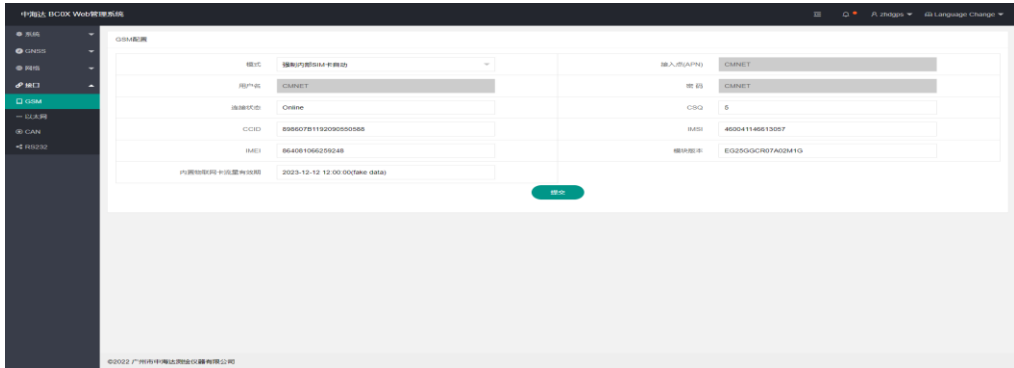 中海达 BC0X Web管理系统
zhdgps
Language Change
系统
GNSS
网络
接口
GSM
以太网
CAN
RS232
GSM配置
模式 强制内部SIM卡启动 接入点(APN) CMNET
用户名 CMNET 密码 CMNET
连接状态 Online CSQ 5
CCID 898607B1192090550588 IMSI 460041146613057
IMEI 864081066259248 模块版本 EG25GGCR07A02M1G
内置物联网卡流量有效期 2023-12-12 12:00:00(fake data)
提交
©2022 广州市中海达测绘仪器有限公司